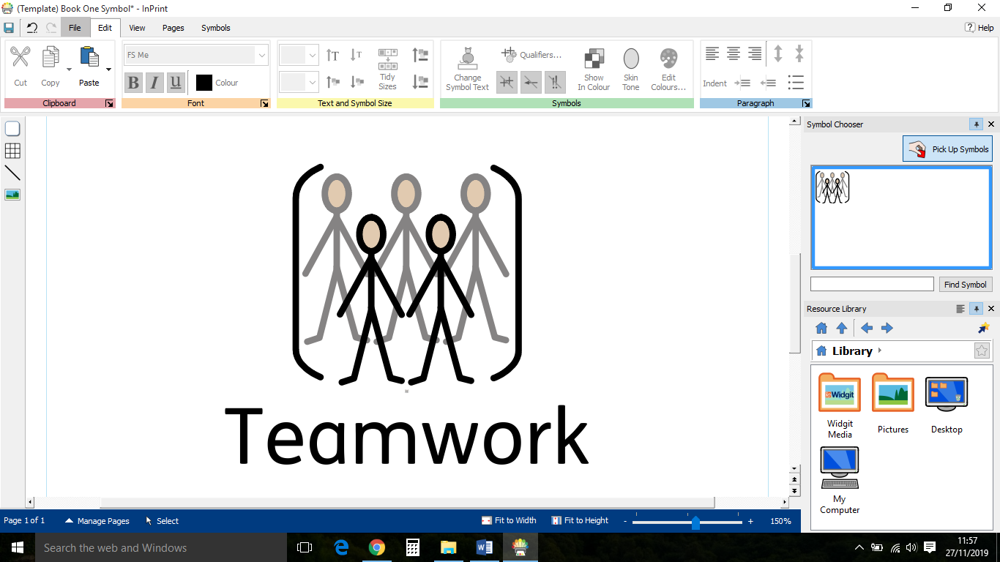 (Template) Book One Symbol* - InPrint
File Edit View Pages Symbols Help
Cut Copy Paste
Clipboard
FS Me
B I u Colour
Font
T T Tidy Sizes
Text and Symbol Size
Change Symbol Text
Qualifiers...
Show In Colour
Skin Tone
Edit Colours...
Symbols
Indent
Paragraph
Symbol Chooser
Pick Up Symbols
Find Symbol
Resource Library
Library
Widgit
Widgit Media
Pictures
Desktop
My Computer
Teamwork
Page 1 of 1 Manage Pages Select Fit to Width Fit to Height - + 150%
Search the web and Windows
11:57
27/11/2019